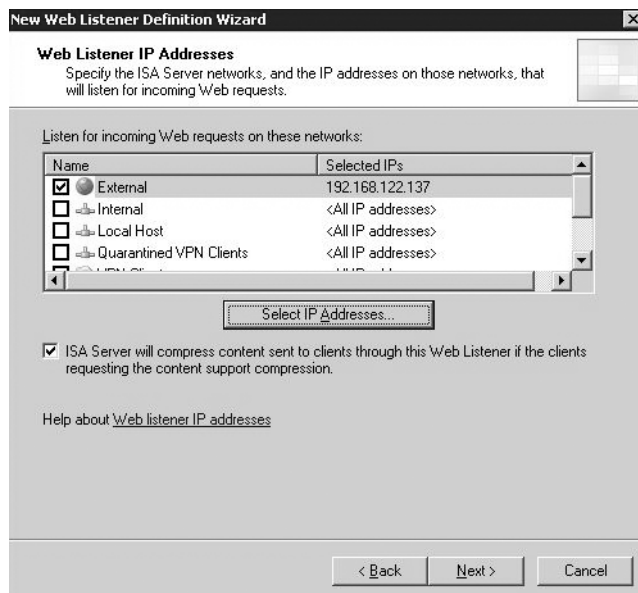 New Web Listener Definition Wizard
Web Listener IP Addresses
Specify the ISA Server networks, and the IP addresses on those networks, that
will listen for incoming Web requests.
Listen for incoming Web requests on these networks:
Name Selected IPs
External 192.168.122.137
Internal <All IP addresses>
Local Host <All IP addresses>
Quarantined VPN Clients <All IP addresses>
Select IP Addresses...
ISA Server will compress content sent to clients through this Web Listener if the clients
requesting the content support compression.
Help about Web listener IP addresses
< Back Next > Cancel